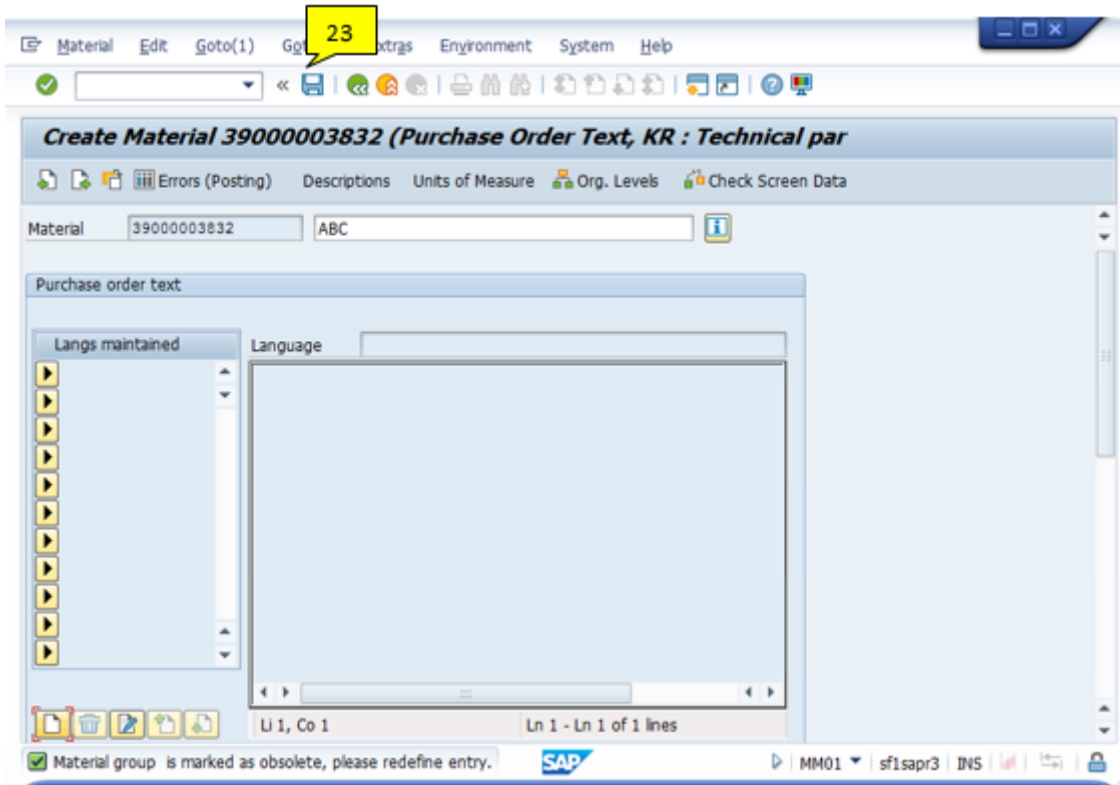 23
Material Edit Goto(1) Got xtras Environment System Help
Create Material 39000003832 (Purchase Order Text, KR : Technical par
Errors (Posting) Descriptions Units of Measure Org. Levels Check Screen Data
Material 39000003832 ABC
Purchase order text
Langs maintained Language
Li 1, Co 1 Ln 1 - Ln 1 of 1 lines
Material group is marked as obsolete, please redefine entry. SAP MM01 sf1sapr3 INS